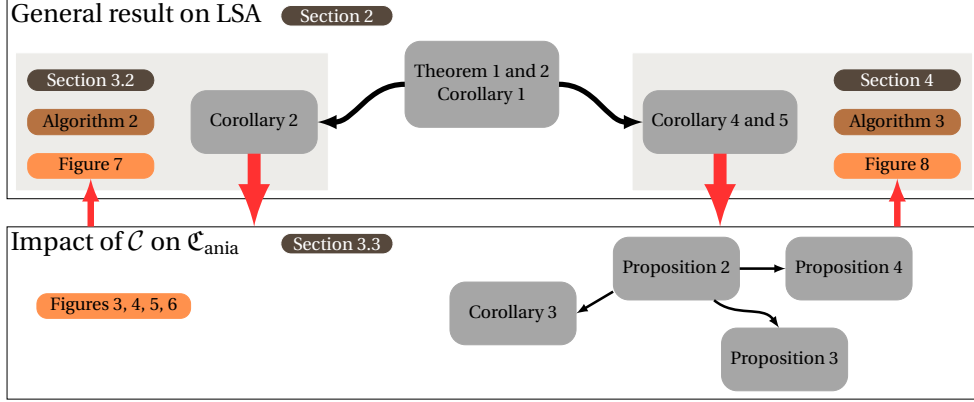 General result on LSA
Section 2
Section 3.2
Algorithm 2
Figure 7
Corollary 2
Theorem 1 and 2
Corollary 1
Corollary 4 and 5
Section 4
Algorithm 3
Figure 8
Impact of 𝒞 on ℭ_ania
Section 3.3
Figures 3, 4, 5, 6
Corollary 3
Proposition 2
Proposition 4
Proposition 3